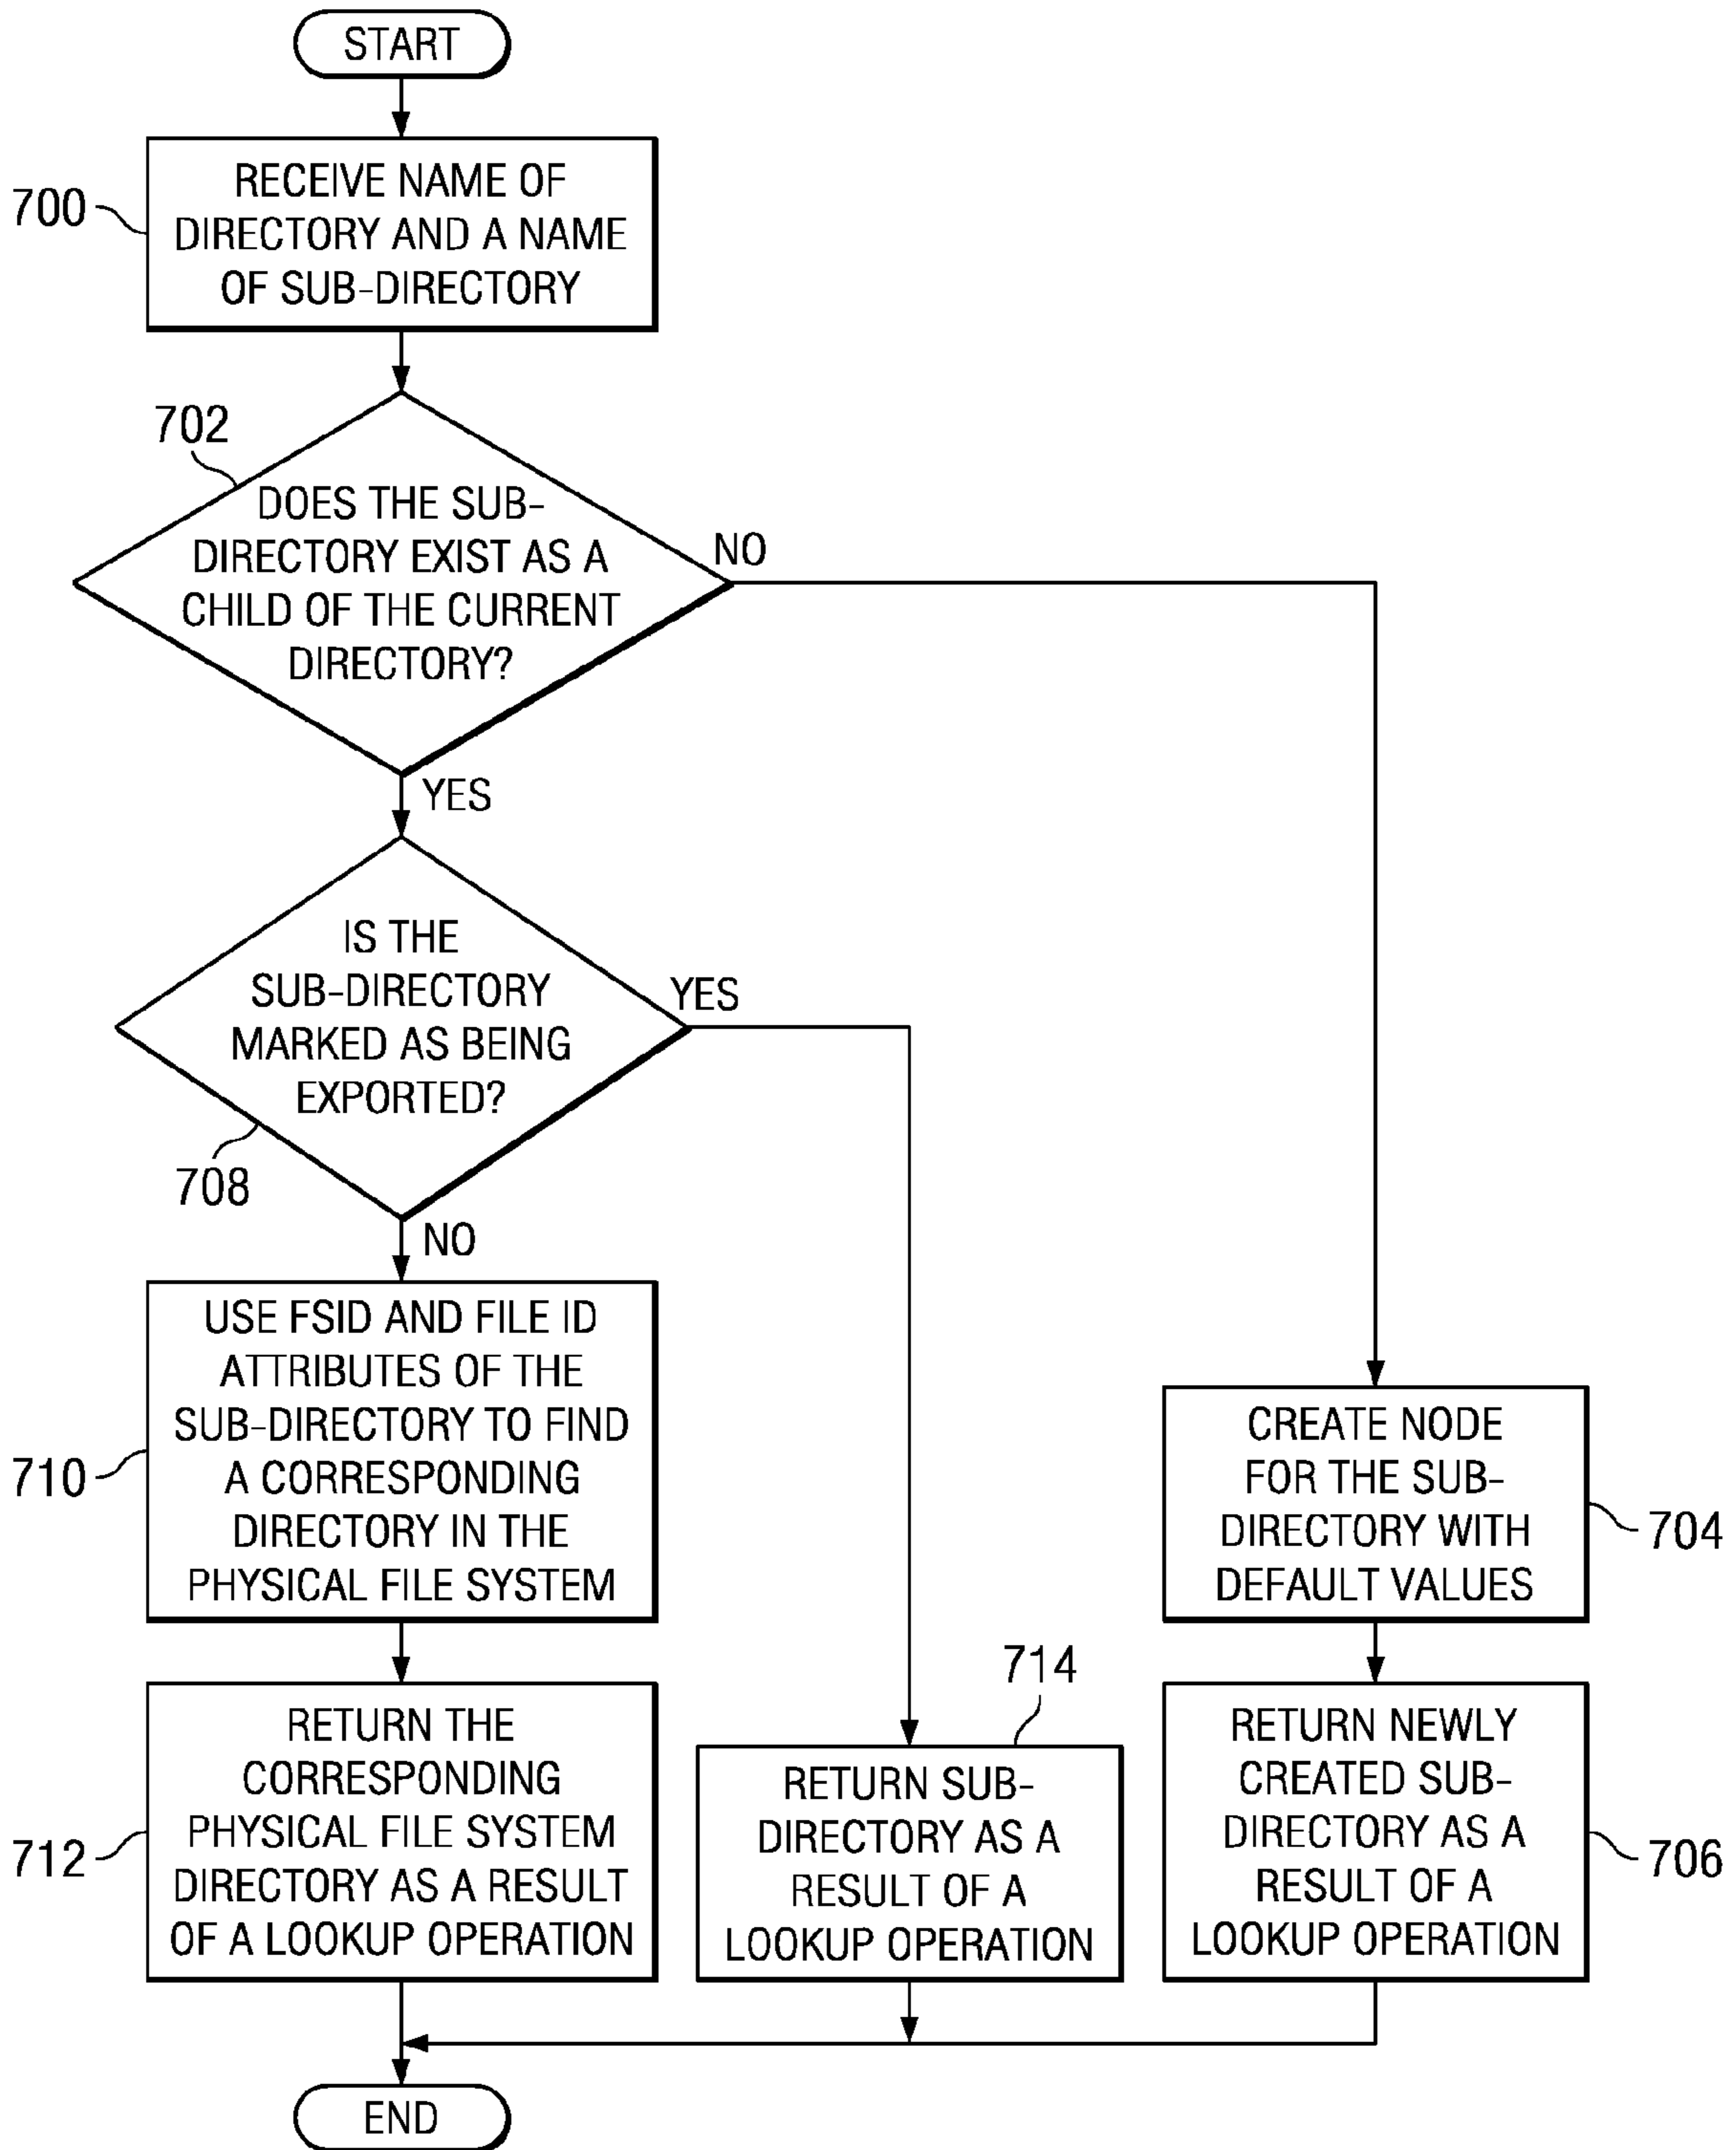 START
700
RECEIVE NAME OF
DIRECTORY AND A NAME
OF SUB-DIRECTORY
702
DOES THE SUB-
DIRECTORY EXIST AS A
CHILD OF THE CURRENT
DIRECTORY?
NO
YES
IS THE
SUB-DIRECTORY
MARKED AS BEING
EXPORTED?
YES
708
NO
710
USE FSID AND FILE ID
ATTRIBUTES OF THE
SUB-DIRECTORY TO FIND
A CORRESPONDING
DIRECTORY IN THE
PHYSICAL FILE SYSTEM
CREATE NODE
FOR THE SUB-
DIRECTORY WITH
DEFAULT VALUES
704
712
RETURN THE
CORRESPONDING
PHYSICAL FILE SYSTEM
DIRECTORY AS A RESULT
OF A LOOKUP OPERATION
714
RETURN SUB-
DIRECTORY AS A
RESULT OF A
LOOKUP OPERATION
RETURN NEWLY
CREATED SUB-
DIRECTORY AS A
RESULT OF A
LOOKUP OPERATION
706
END